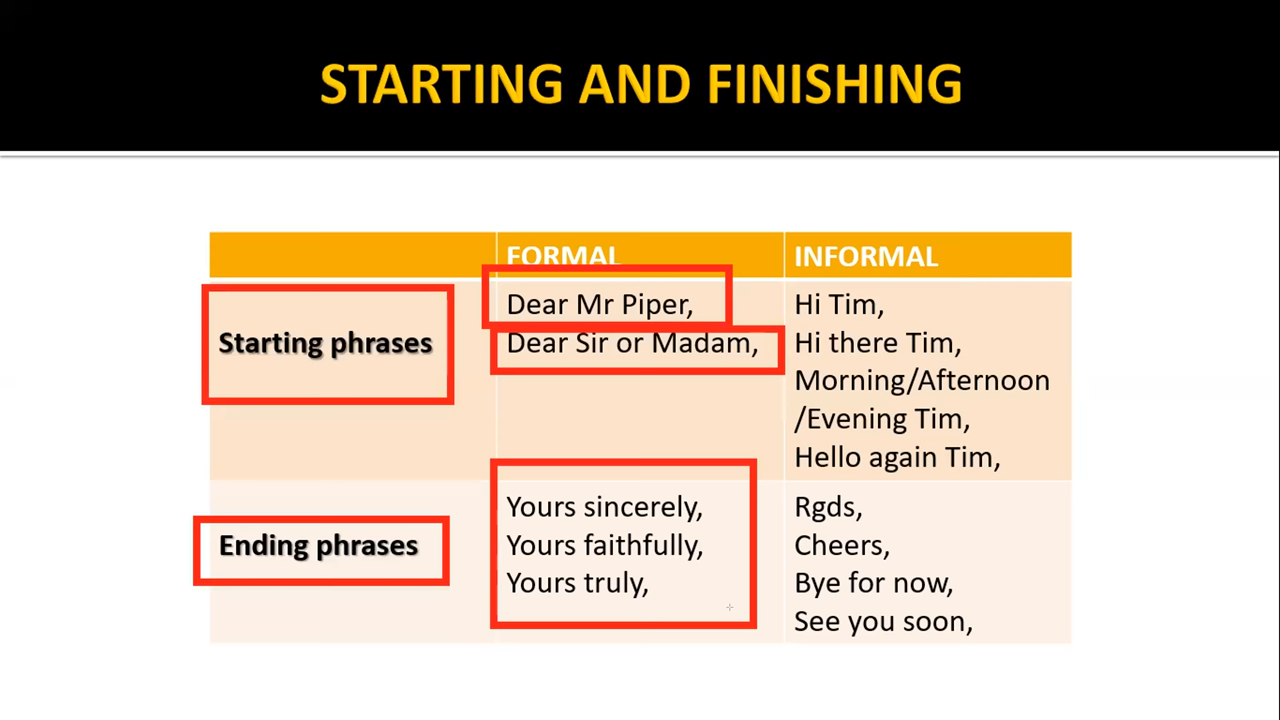 STARTING AND FINISHING
FORMAL
INFORMAL
Starting phrases
Dear Mr Piper,
Dear Sir or Madam,
Hi Tim,
Hi there Tim,
Morning/Afternoon
/Evening Tim,
Hello again Tim,
Ending phrases
Yours sincerely,
Yours faithfully,
Yours truly,
Rgds,
Cheers,
Bye for now,
See you soon,